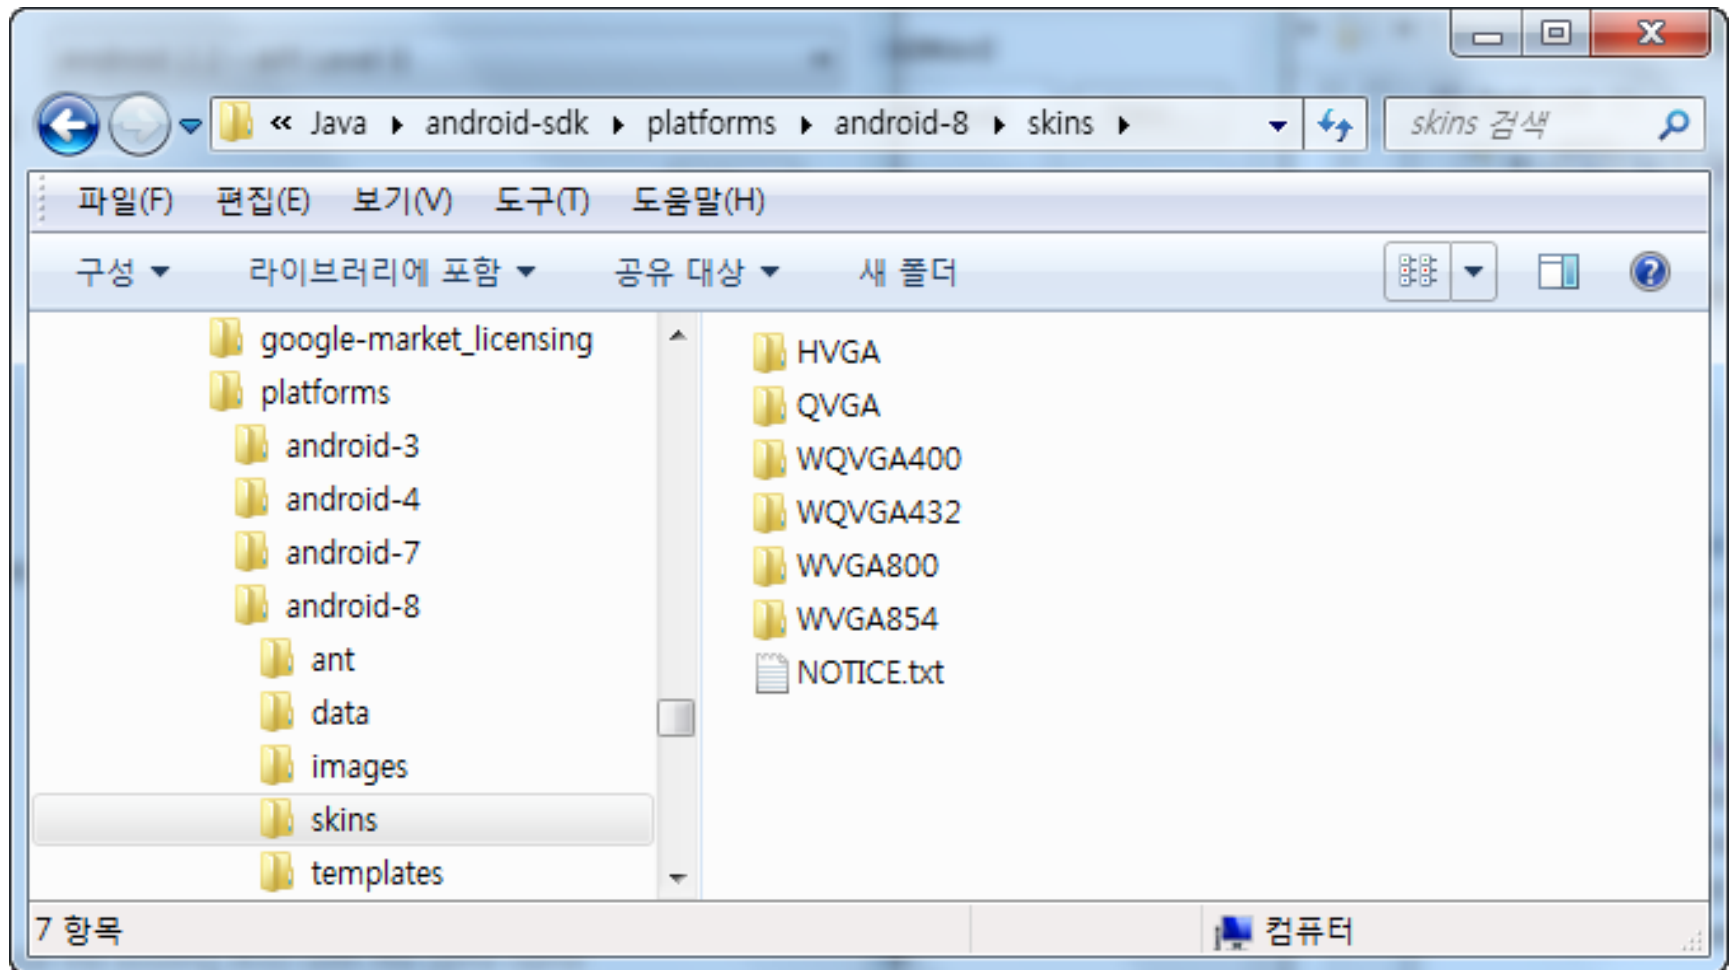 « Java ▸ android-sdk ▸ platforms ▸ android-8 ▸ skins ▸ skins 검색
파일(F) 편집(E) 보기(V) 도구(T) 도움말(H)
구성 라이브러리에 포함 공유 대상 새 폴더
google-market_licensing
platforms
android-3
android-4
android-7
android-8
ant
data
images
skins
templates
HVGA
QVGA
WQVGA400
WQVGA432
WVGA800
WVGA854
NOTICE.txt
7 항목 컴퓨터